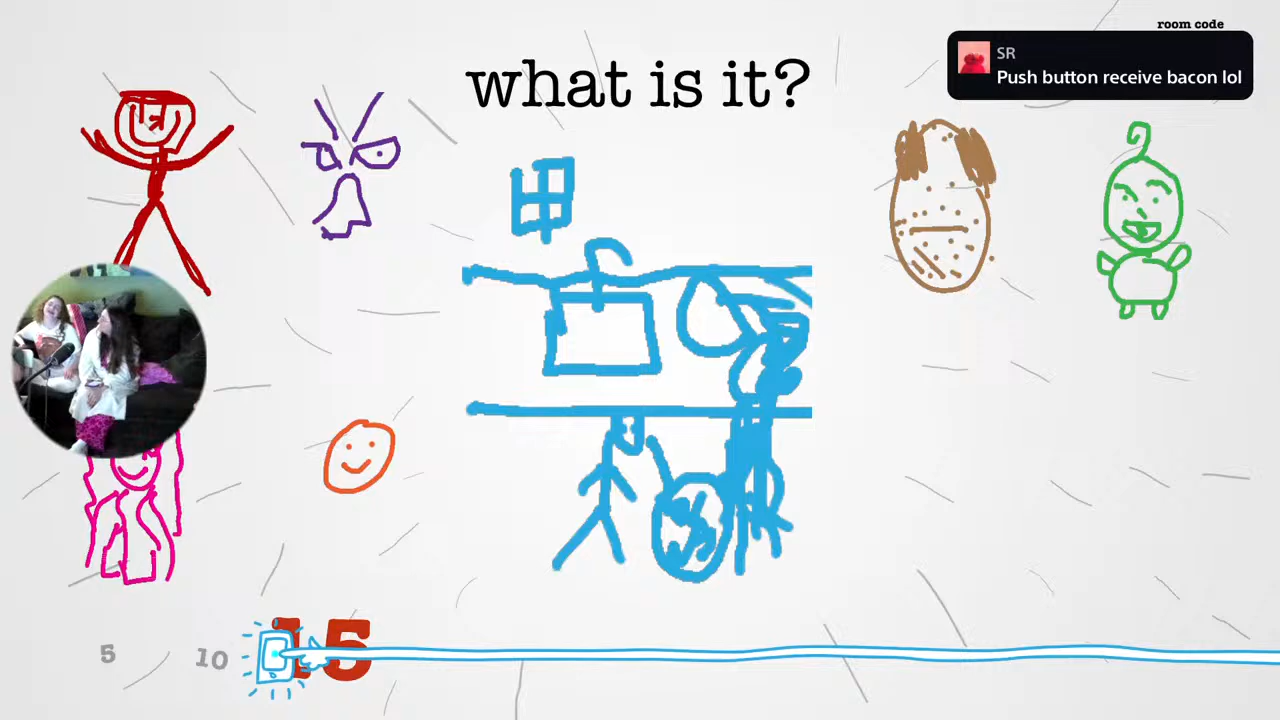 room code
SR
Push button receive bacon lol
what is it?
5
10
15